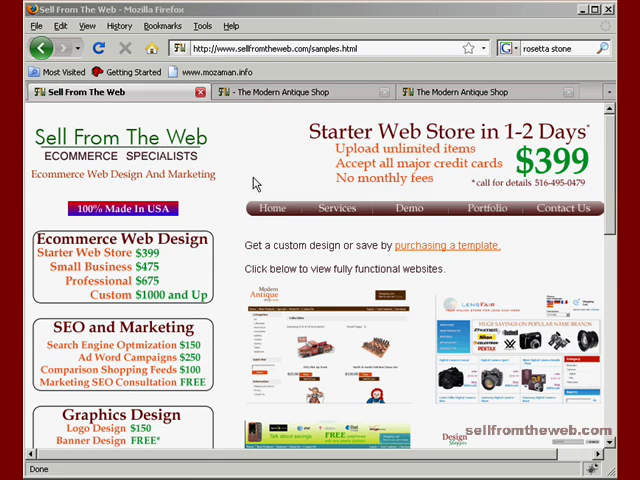 Sell From The Web - Mozilla Firefox
File Edit View History Bookmarks Tools Help
http://www.sellfromtheweb.com/samples.html
rosetta stone
Most Visited Getting Started www.mozaman.info
Sell From The Web
- The Modern Antique Shop
The Modern Antique Shop
Sell From The Web
ECOMMERCE SPECIALISTS
Ecommerce Web Design And Marketing
Starter Web Store in 1-2 Days*
Upload unlimited items
Accept all major credit cards
No monthly fees
$399
*call for details 516-495-0479
100% Made In USA
Home Services Demo Portfolio Contact Us
Ecommerce Web Design
Starter Web Store $399
Small Business $475
Professional $675
Custom $1000 and Up
SEO and Marketing
Search Engine Optmization $150
Ad Word Campaigns $250
Comparison Shopping Feeds $100
Marketing SEO Consultation FREE
Graphics Design
Logo Design $150
Banner Design FREE*
Get a custom design or save by purchasing a template.
Click below to view fully functional websites.
Modern
Antique
LENSFAIR
HUGE SAVINGS ON POPULAR NAME BRANDS
Nikon
PENTAX
Talk about savings
FREE
Design
Shopper
sellfromtheweb.com
Done